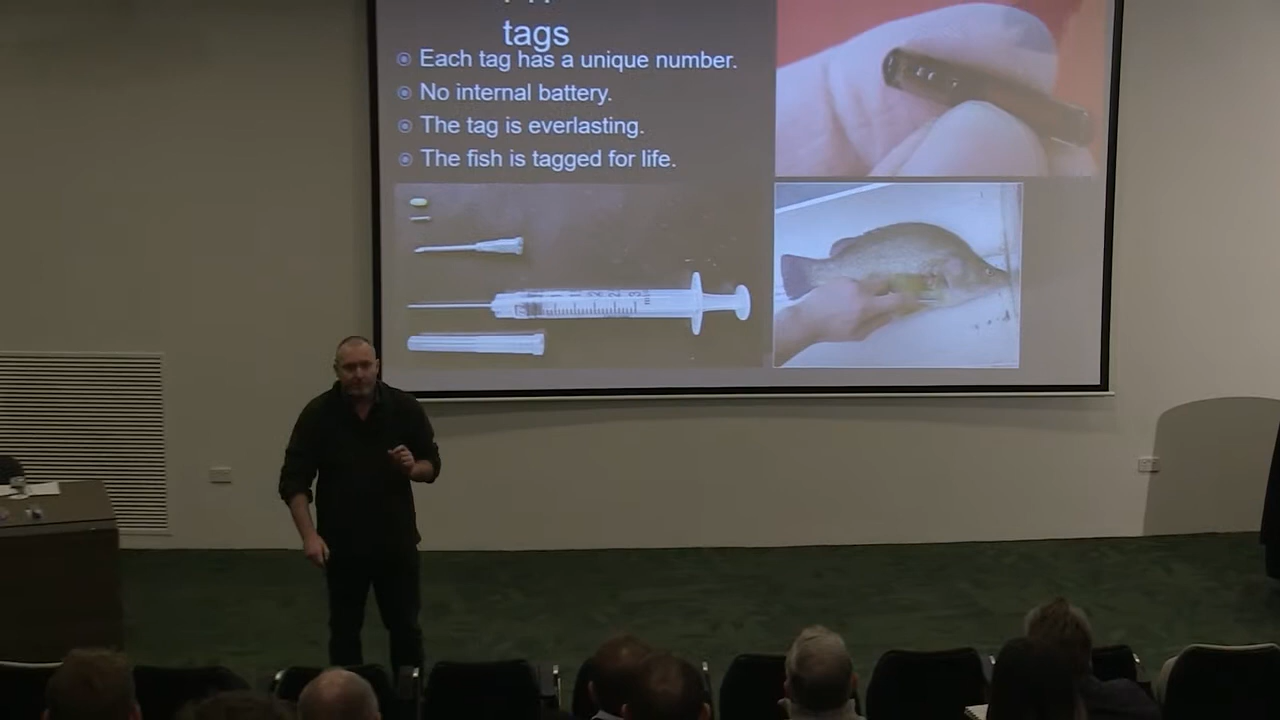 tags
Each tag has a unique number.
No internal battery.
The tag is everlasting.
The fish is tagged for life.